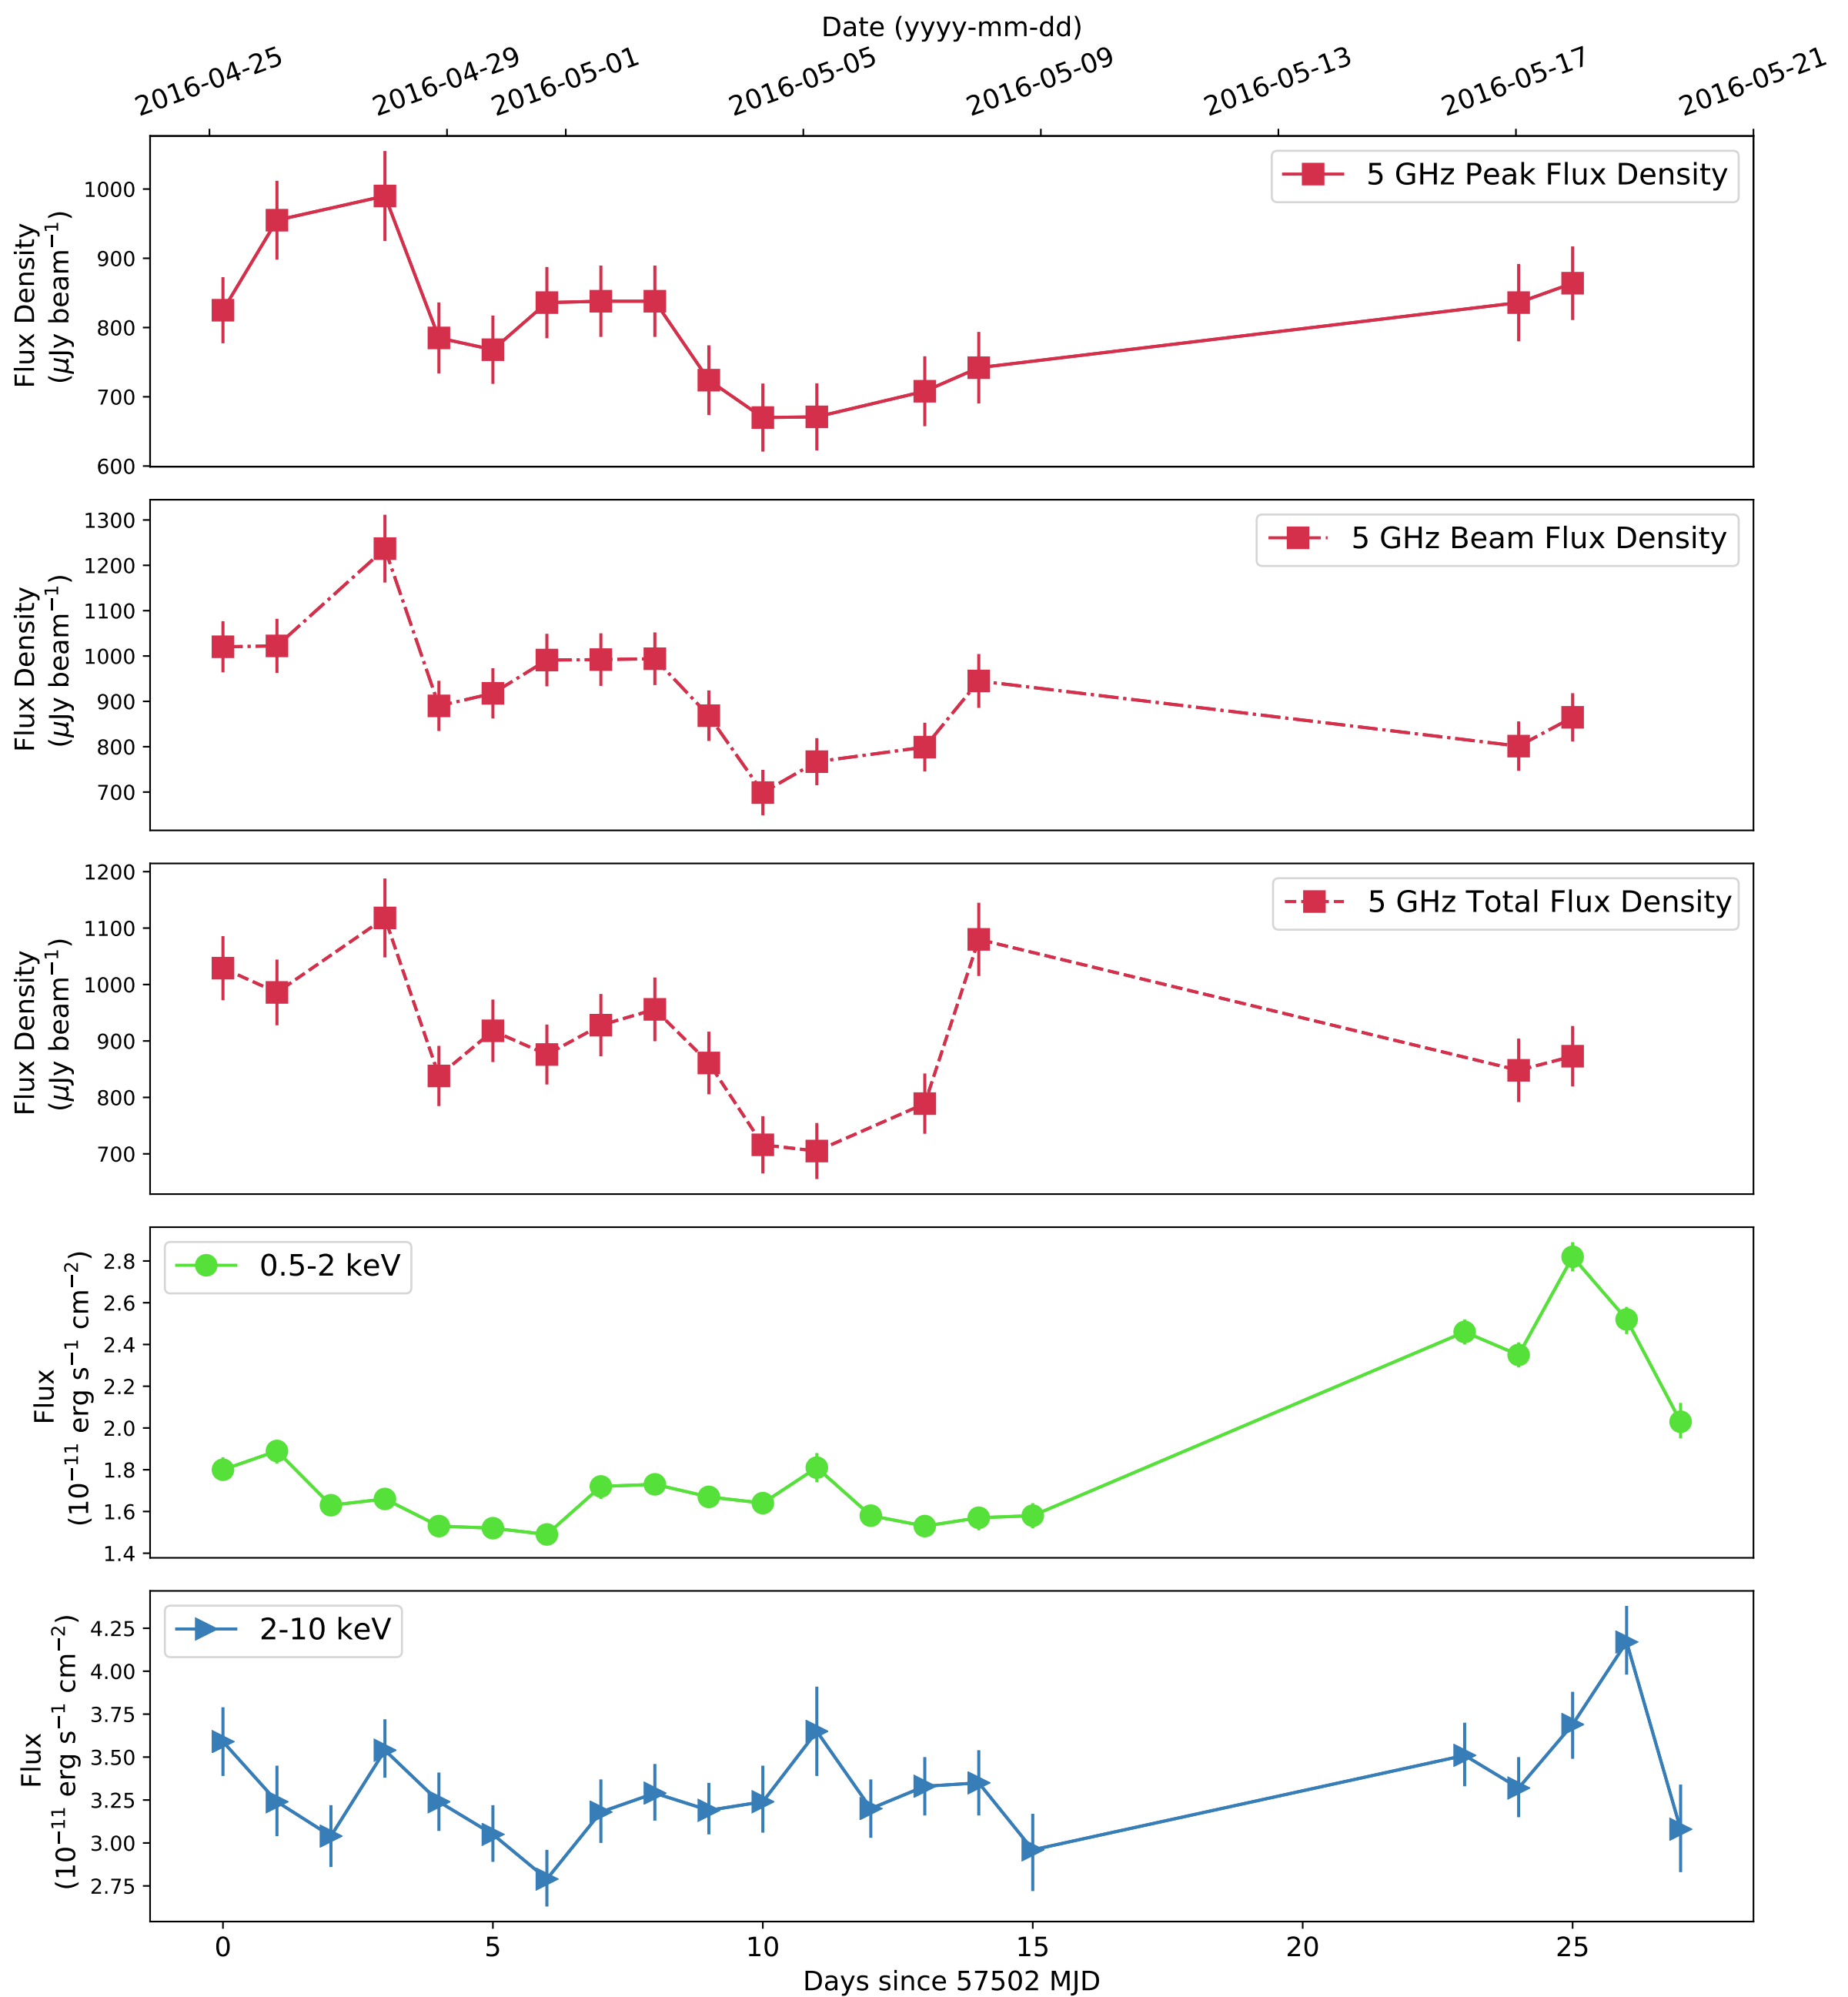 Date (yyyy-mm-dd)
2016-04-25 2016-04-29 2016-05-01 2016-05-05 2016-05-09 2016-05-13 2016-05-17 2016-05-21
Flux Density
(μJy beam⁻¹)
1000
900
800
700
600
5 GHz Peak Flux Density
Flux Density
(μJy beam⁻¹)
1300
1200
1100
1000
900
800
700
5 GHz Beam Flux Density
Flux Density
(μJy beam⁻¹)
1200
1100
1000
900
800
700
5 GHz Total Flux Density
Flux
(10⁻¹¹ erg s⁻¹ cm⁻²)
2.8
2.6
2.4
2.2
2.0
1.8
1.6
1.4
0.5-2 keV
Flux
(10⁻¹¹ erg s⁻¹ cm⁻²)
4.25
4.00
3.75
3.50
3.25
3.00
2.75
2-10 keV
0 5 10 15 20 25
Days since 57502 MJD